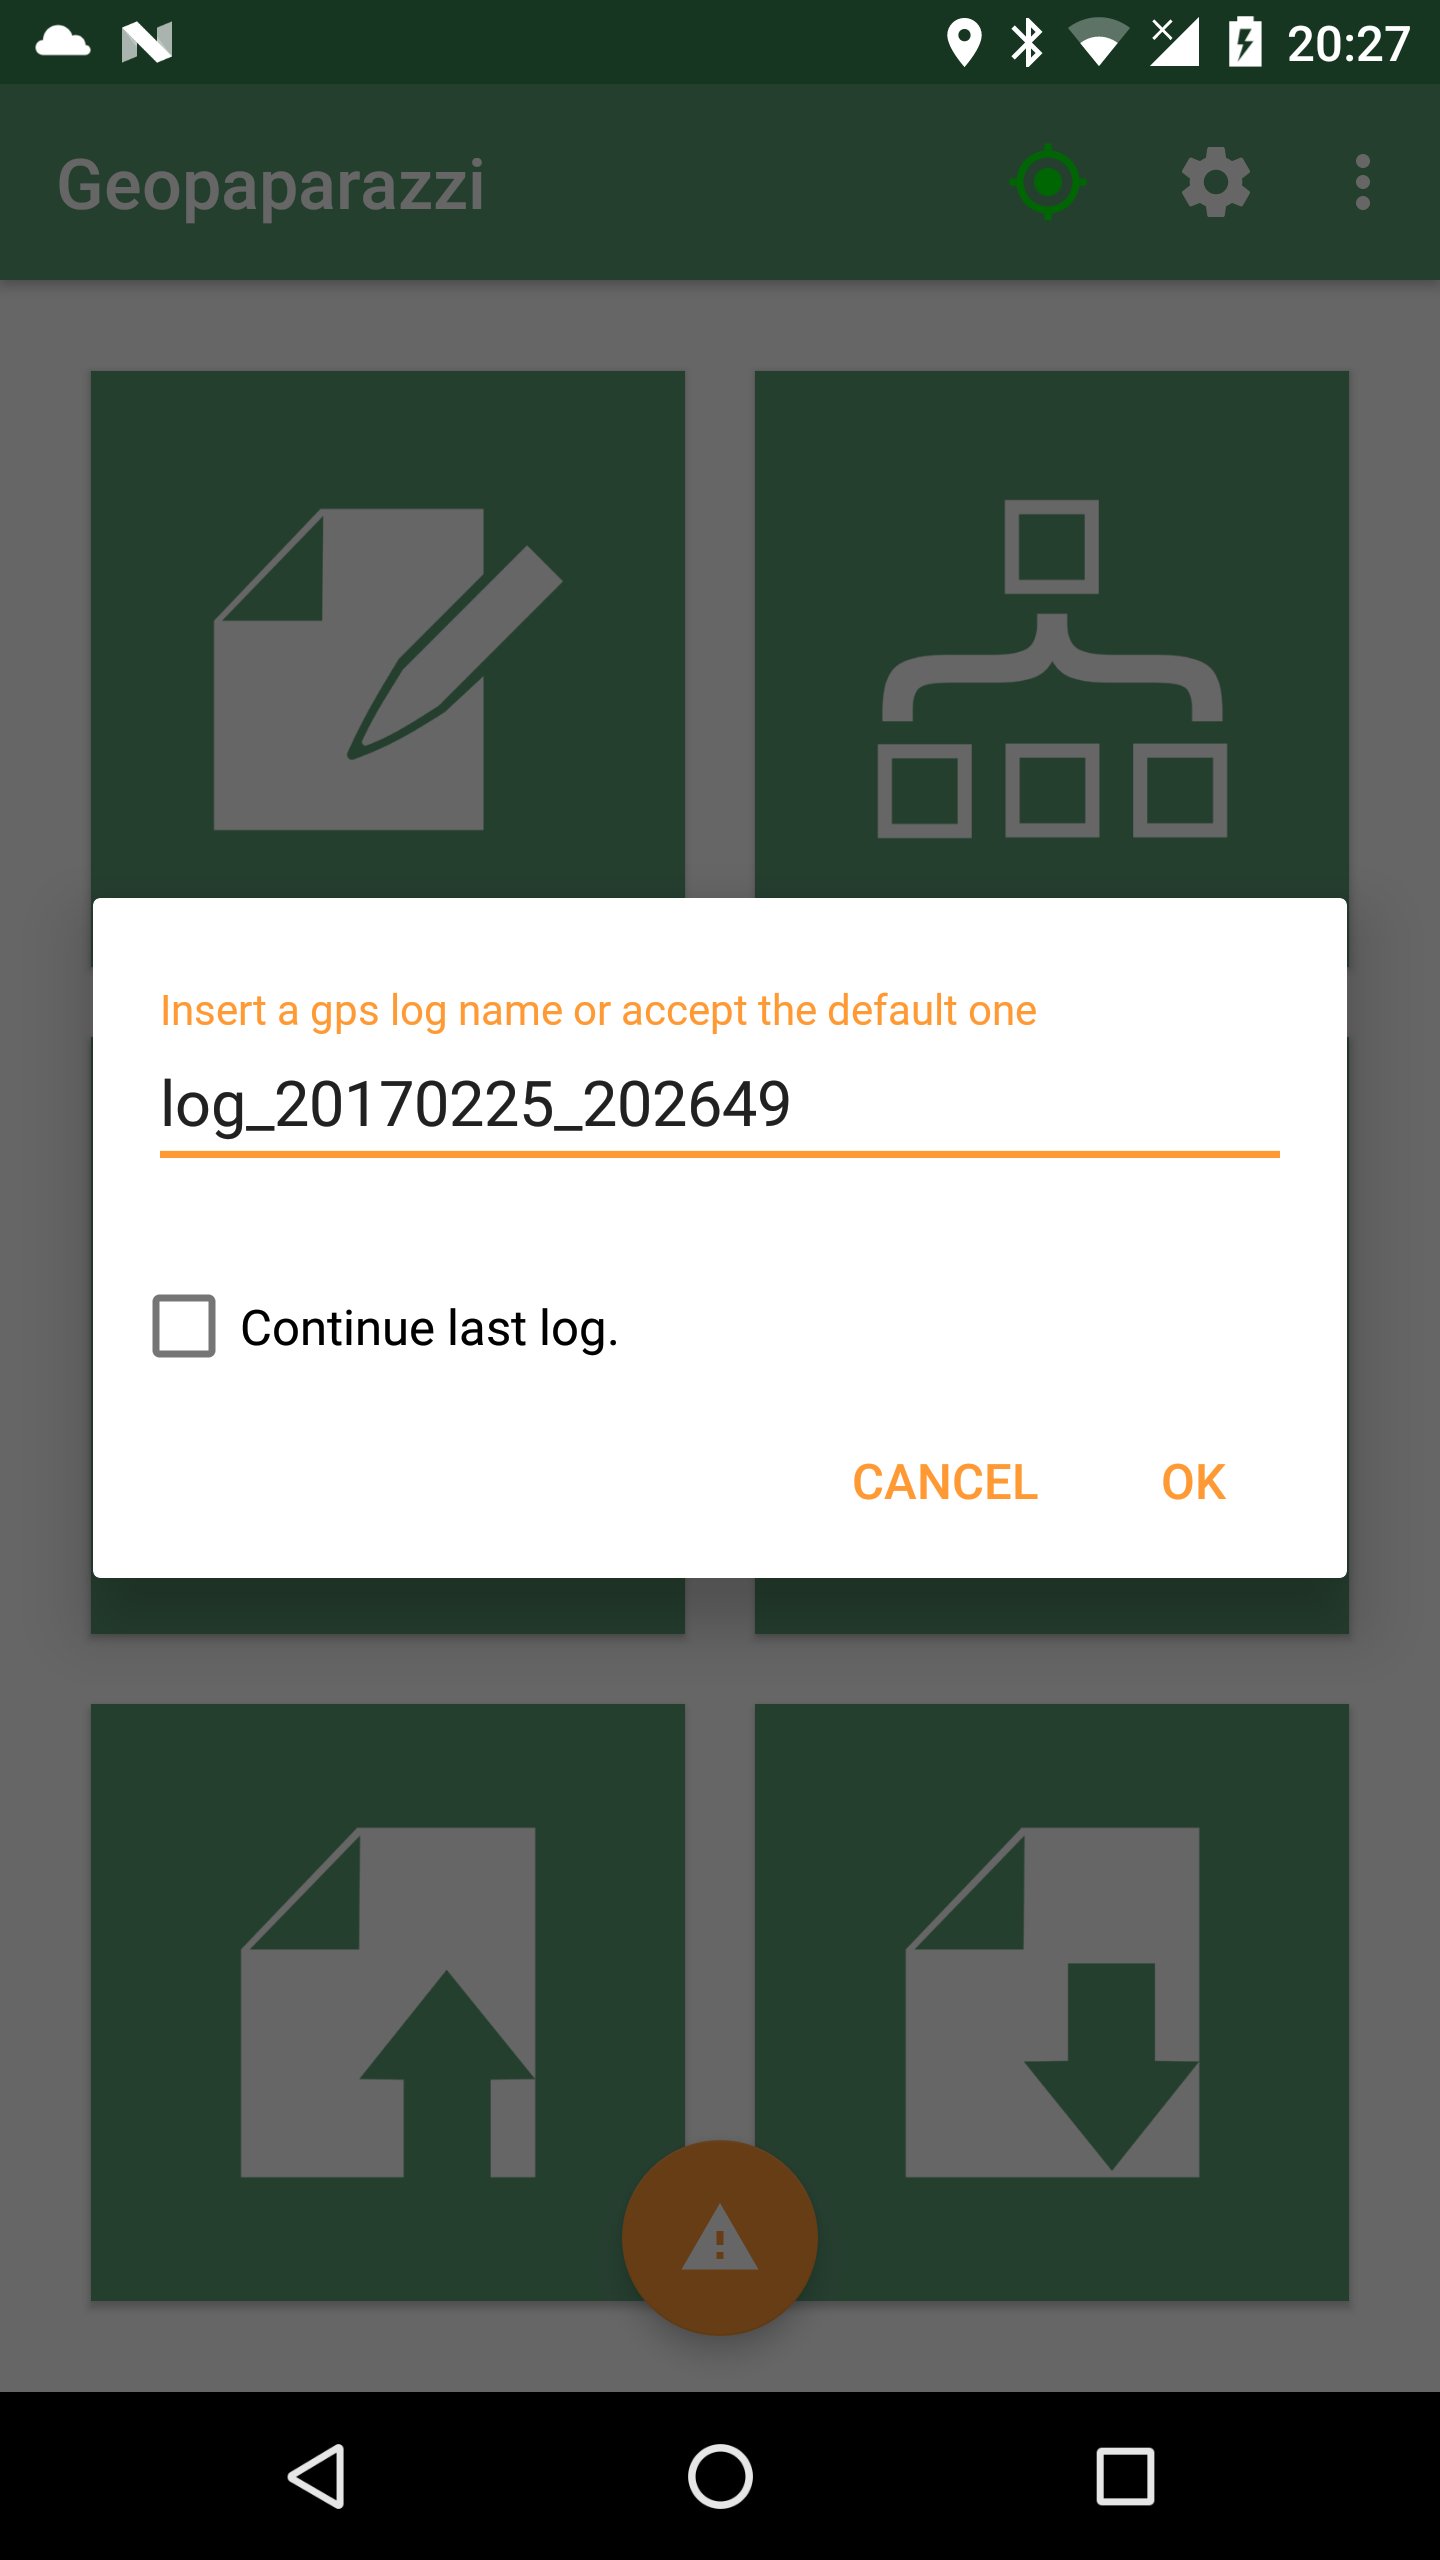 20:27
Geopaparazzi
Insert a gps log name or accept the default one
log_20170225_202649
Continue last log.
CANCEL OK